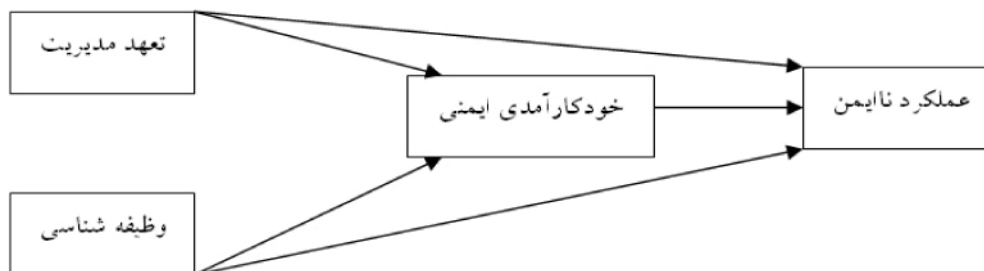 تعهد مدیریت
خودکارآمدی ایمنی
عملکرد ناایمن
وظیفه شناسی